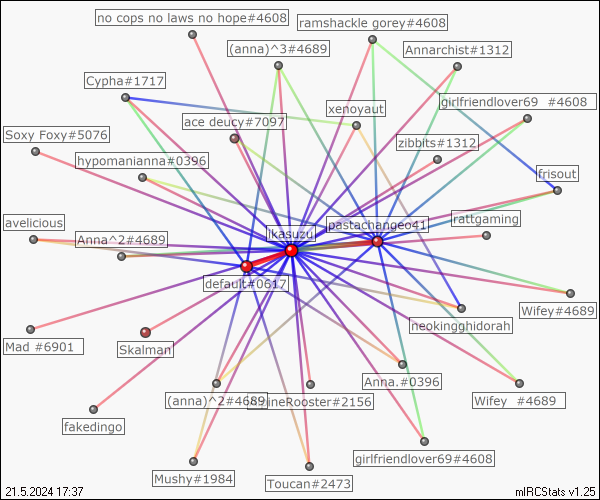 no cops no laws no hope#4608
ramshackle gorey#4608
(anna)^3#4689
Annarchist#1312
Cypha#1717
girlfriendlover69 #4608
xenoyaut
ace deucy#7097
Soxy Foxy#5076
zibbits#1312
hypomanianna#0396
frisout
avelicious
rattgaming
pastachangeo41
jkasuzu
Anna^2#4689
default#0617
Wifey#4689
neokingghidorah
Mad #6901
Skalman
Anna.#0396
(anna)^2#4689
ineRooster#2156
Wifey #4689
fakedingo
girlfriendlover69#4608
Mushy#1984
Toucan#2473
21.5.2024 17:37
mIRCStats v1.25